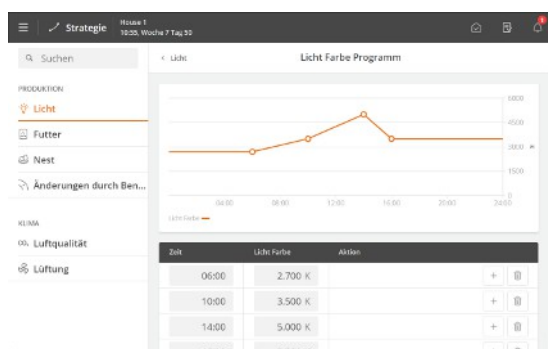 Strategie
House 1
10:55, Woche 7 Tag 50
Suchen
< Licht
Licht Farbe Programm
PRODUKTION
Licht
Futter
Nest
Änderungen durch Ben...
KLIMA
CO₂ Luftqualität
Lüftung
6000
4500
3000
K
1500
0
04:00 08:00 12:00 16:00 20:00 24:00
Licht Farbe
Zeit Licht Farbe Aktion
06:00 2.700 K +
10:00 3.500 K +
14:00 5.000 K +